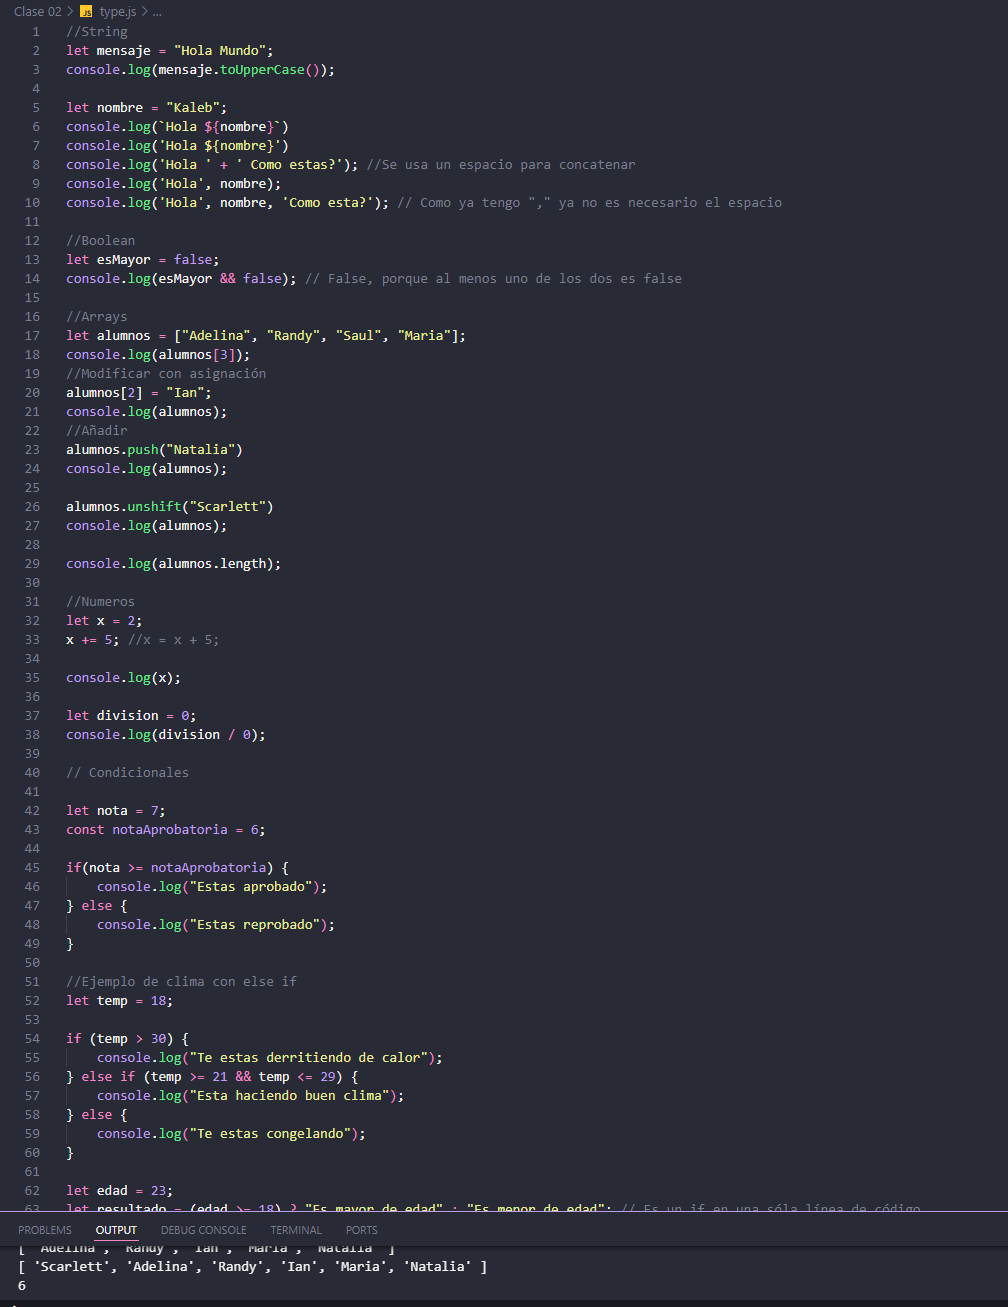 Clase 02 > JS type.js > ...
1 //String
2 let mensaje = "Hola Mundo";
3 console.log(mensaje.toUpperCase());
4
5 let nombre = "Kaleb";
6 console.log(`Hola ${nombre}`)
7 console.log('Hola ${nombre}')
8 console.log('Hola ' + ' Como estas?'); //Se usa un espacio para concatenar
9 console.log('Hola', nombre);
10 console.log('Hola', nombre, 'Como esta?'); // Como ya tengo "," ya no es necesario el espacio
11
12 //Boolean
13 let esMayor = false;
14 console.log(esMayor && false); // False, porque al menos uno de los dos es false
15
16 //Arrays
17 let alumnos = ["Adelina", "Randy", "Saul", "Maria"];
18 console.log(alumnos[3]);
19 //Modificar con asignación
20 alumnos[2] = "Ian";
21 console.log(alumnos);
22 //Añadir
23 alumnos.push("Natalia")
24 console.log(alumnos);
25
26 alumnos.unshift("Scarlett")
27 console.log(alumnos);
28
29 console.log(alumnos.length);
30
31 //Numeros
32 let x = 2;
33 x += 5; //x = x + 5;
34
35 console.log(x);
36
37 let division = 0;
38 console.log(division / 0);
39
40 // Condicionales
41
42 let nota = 7;
43 const notaAprobatoria = 6;
44
45 if(nota >= notaAprobatoria) {
46     console.log("Estas aprobado");
47 } else {
48     console.log("Estas reprobado");
49 }
50
51 //Ejemplo de clima con else if
52 let temp = 18;
53
54 if (temp > 30) {
55     console.log("Te estas derritiendo de calor");
56 } else if (temp >= 21 && temp <= 29) {
57     console.log("Esta haciendo buen clima");
58 } else {
59     console.log("Te estas congelando");
60 }
61
62 let edad = 23;
63 let resultado = (edad >= 18) ? "Es mayor de edad" : "Es menor de edad"; // Es un if en una sóla línea de código
PROBLEMS OUTPUT DEBUG CONSOLE TERMINAL PORTS
[ 'Adelina', 'Randy', 'Ian', 'Maria', 'Natalia' ]
[ 'Scarlett', 'Adelina', 'Randy', 'Ian', 'Maria', 'Natalia' ]
6